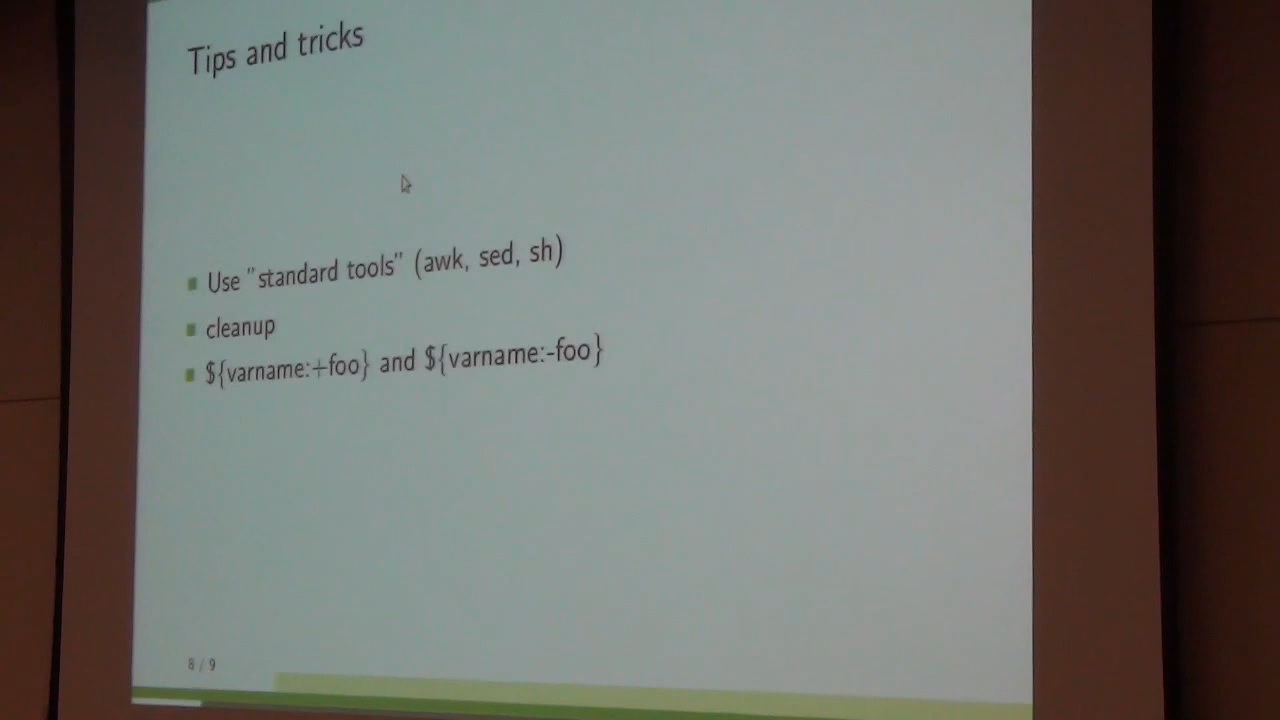 Tips and tricks
Use "standard tools" (awk, sed, sh)
cleanup
${varname:+foo} and ${varname:-foo}
8 / 9